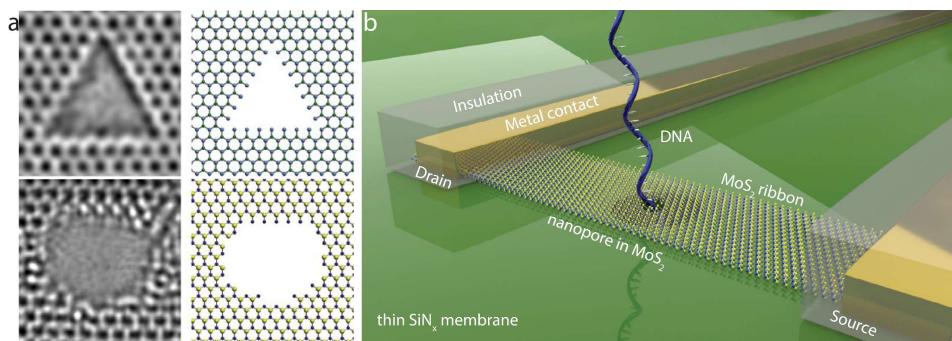 a
b
Insulation
Metal contact
DNA
Drain
MoS₂ ribbon
nanopore in MoS₂
thin SiNₓ membrane
Source